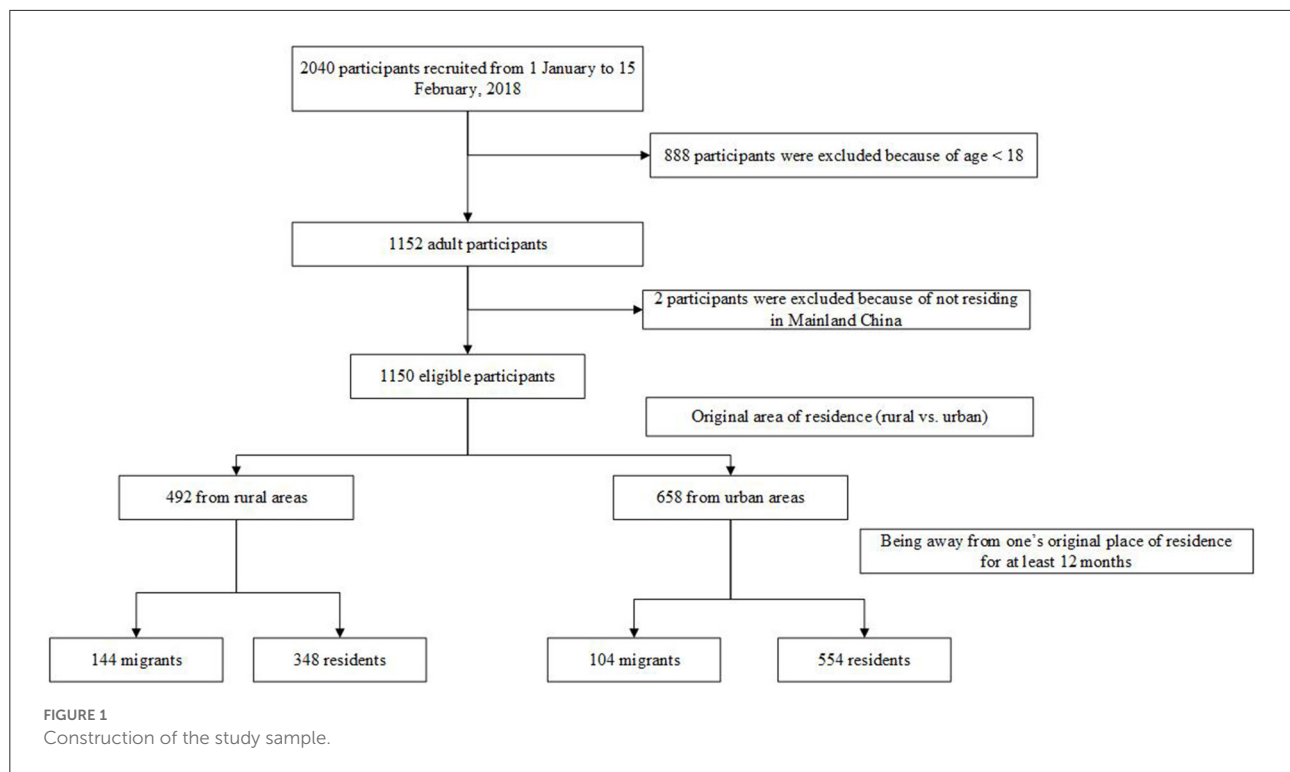 2040 participants recruited from 1 January to 15
February, 2018
888 participants were excluded because of age < 18
1152 adult participants
2 participants were excluded because of not residing
in Mainland China
1150 eligible participants
Original area of residence (rural vs. urban)
492 from rural areas
658 from urban areas
Being away from one's original place of residence
for at least 12 months
144 migrants
348 residents
104 migrants
554 residents
FIGURE 1
Construction of the study sample.